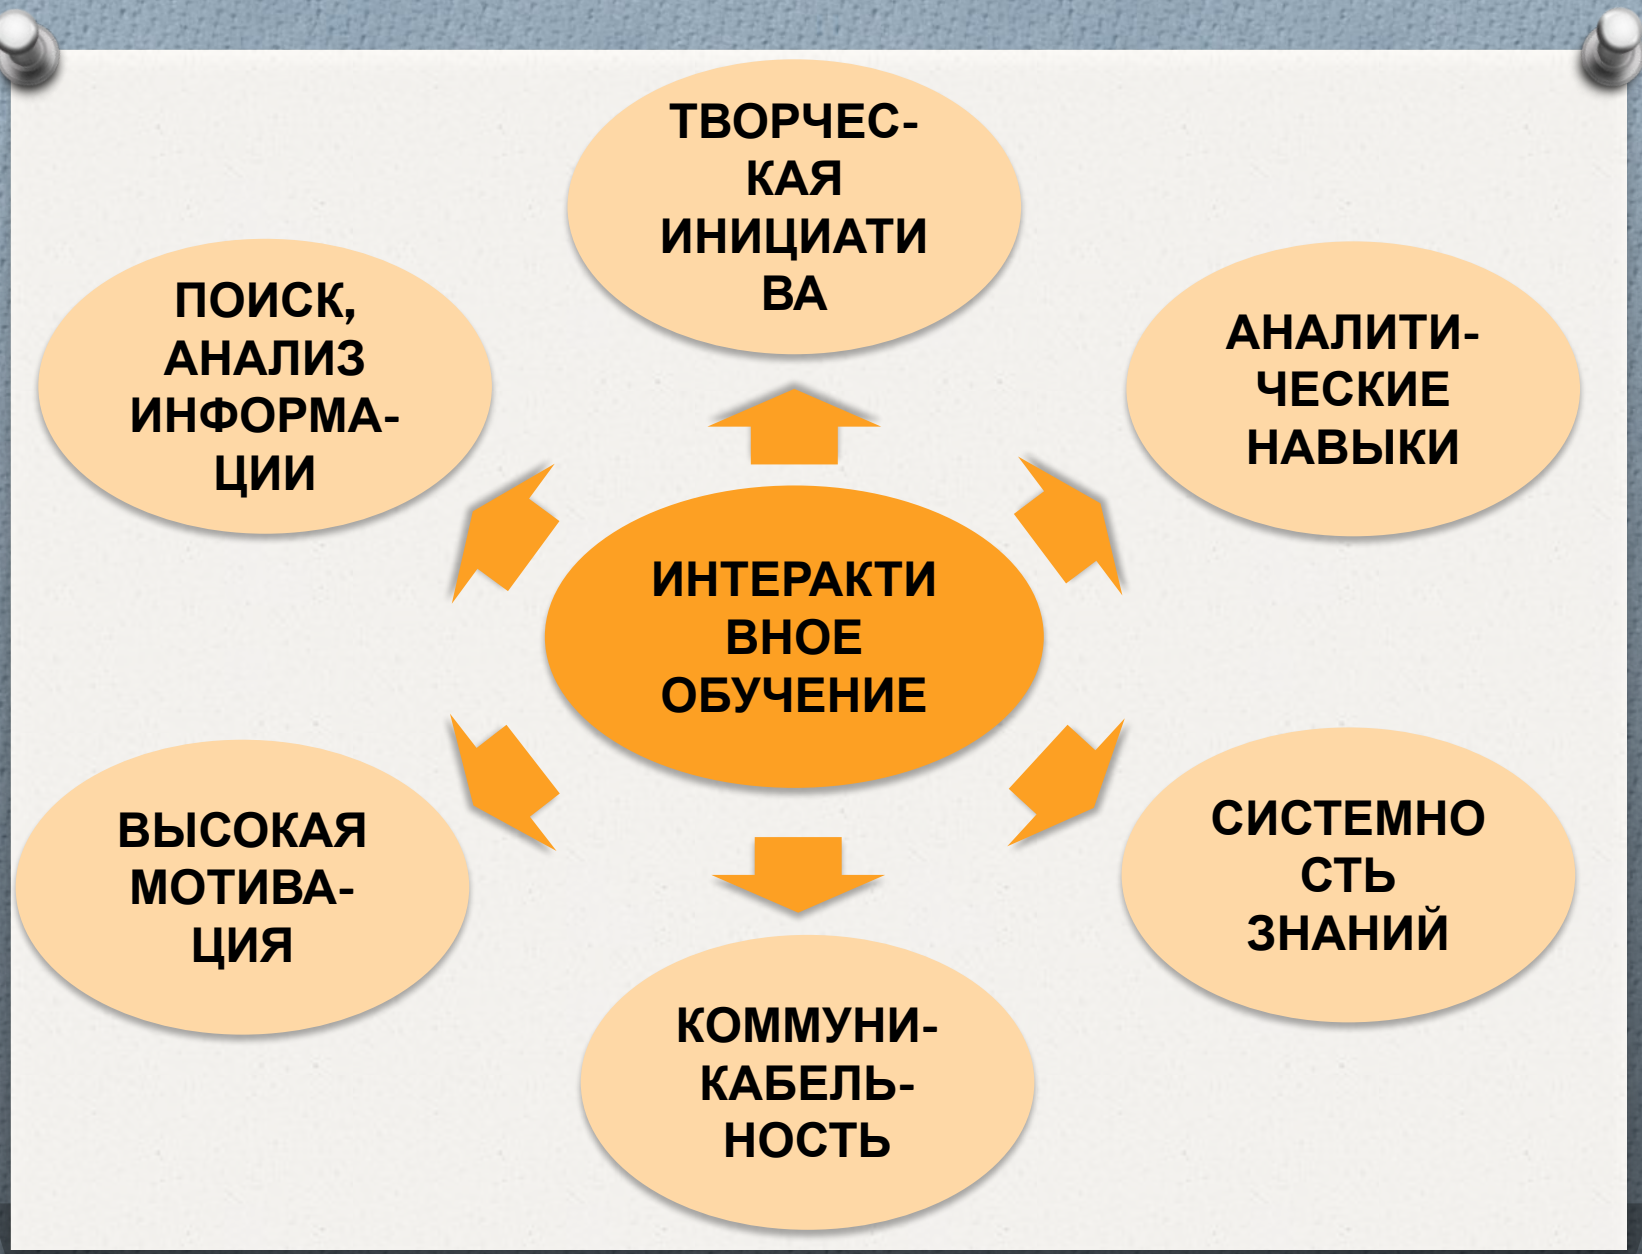 ТВОРЧЕС-
КАЯ
ИНИЦИАТИ
ВА
ПОИСК,
АНАЛИЗ
ИНФОРМА-
ЦИИ
АНАЛИТИ-
ЧЕСКИЕ
НАВЫКИ
ИНТЕРАКТИ
ВНОЕ
ОБУЧЕНИЕ
ВЫСОКАЯ
МОТИВА-
ЦИЯ
СИСТЕМНО
СТЬ
ЗНАНИЙ
КОММУНИ-
КАБЕЛЬ-
НОСТЬ